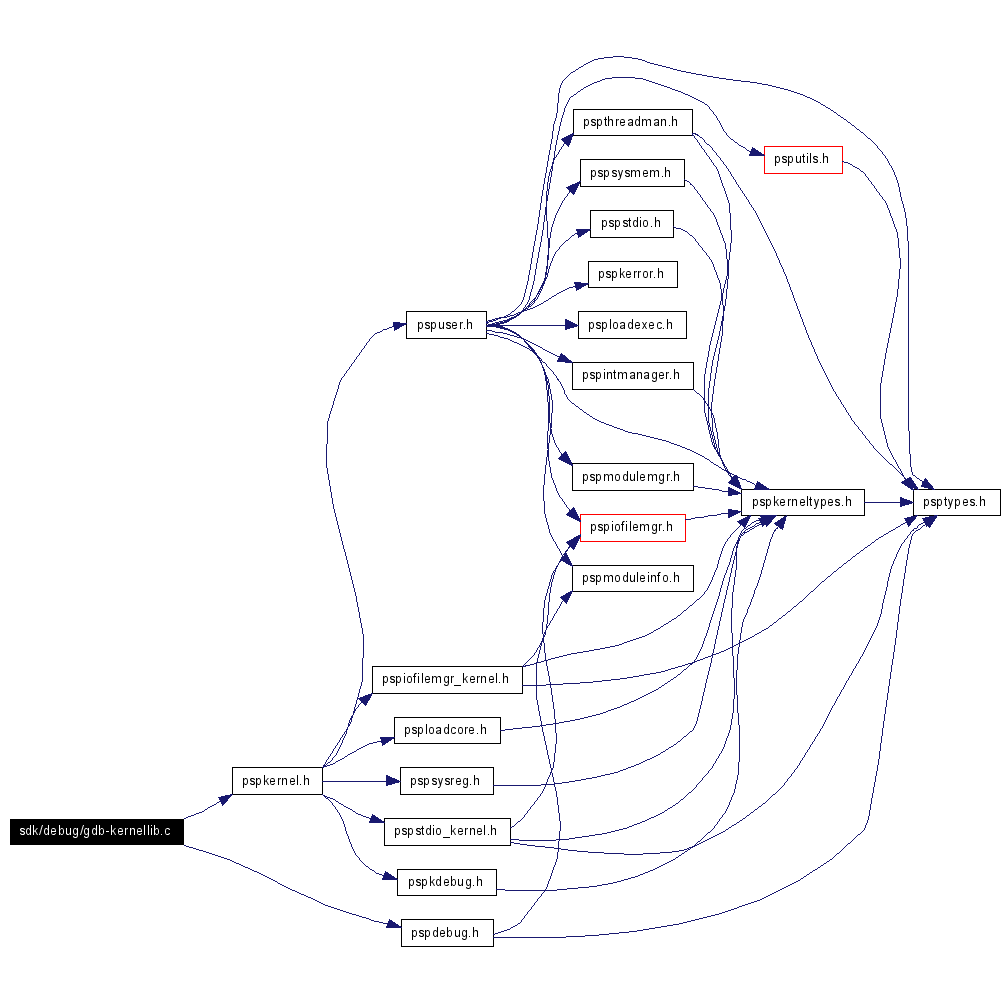 pspthreadman.h
psputils.h
pspsysmem.h
pspstdio.h
pspkerror.h
pspuser.h
psploadexec.h
pspintmanager.h
pspmodulemgr.h
pspkerneltypes.h
psptypes.h
pspiofilemgr.h
pspmoduleinfo.h
pspiofilemgr_kernel.h
psploadcore.h
pspkernel.h
pspsysreg.h
sdk/debug/gdb-kernellib.c
pspstdio_kernel.h
pspkdebug.h
pspdebug.h